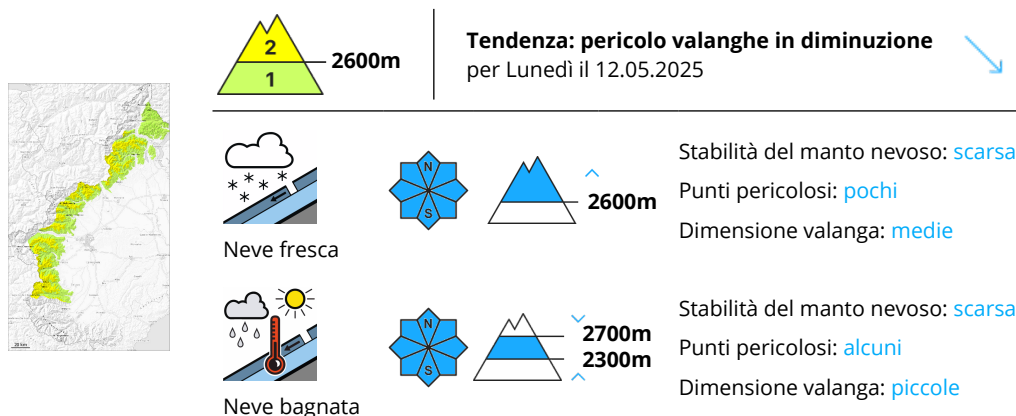 2
1
2600m
Tendenza: pericolo valanghe in diminuzione
per Lunedì il 12.05.2025
20 km
N
S
2600m
Neve fresca
Stabilità del manto nevoso: scarsa
Punti pericolosi: pochi
Dimensione valanga: medie
N
S
2700m
2300m
Neve bagnata
Stabilità del manto nevoso: scarsa
Punti pericolosi: alcuni
Dimensione valanga: piccole